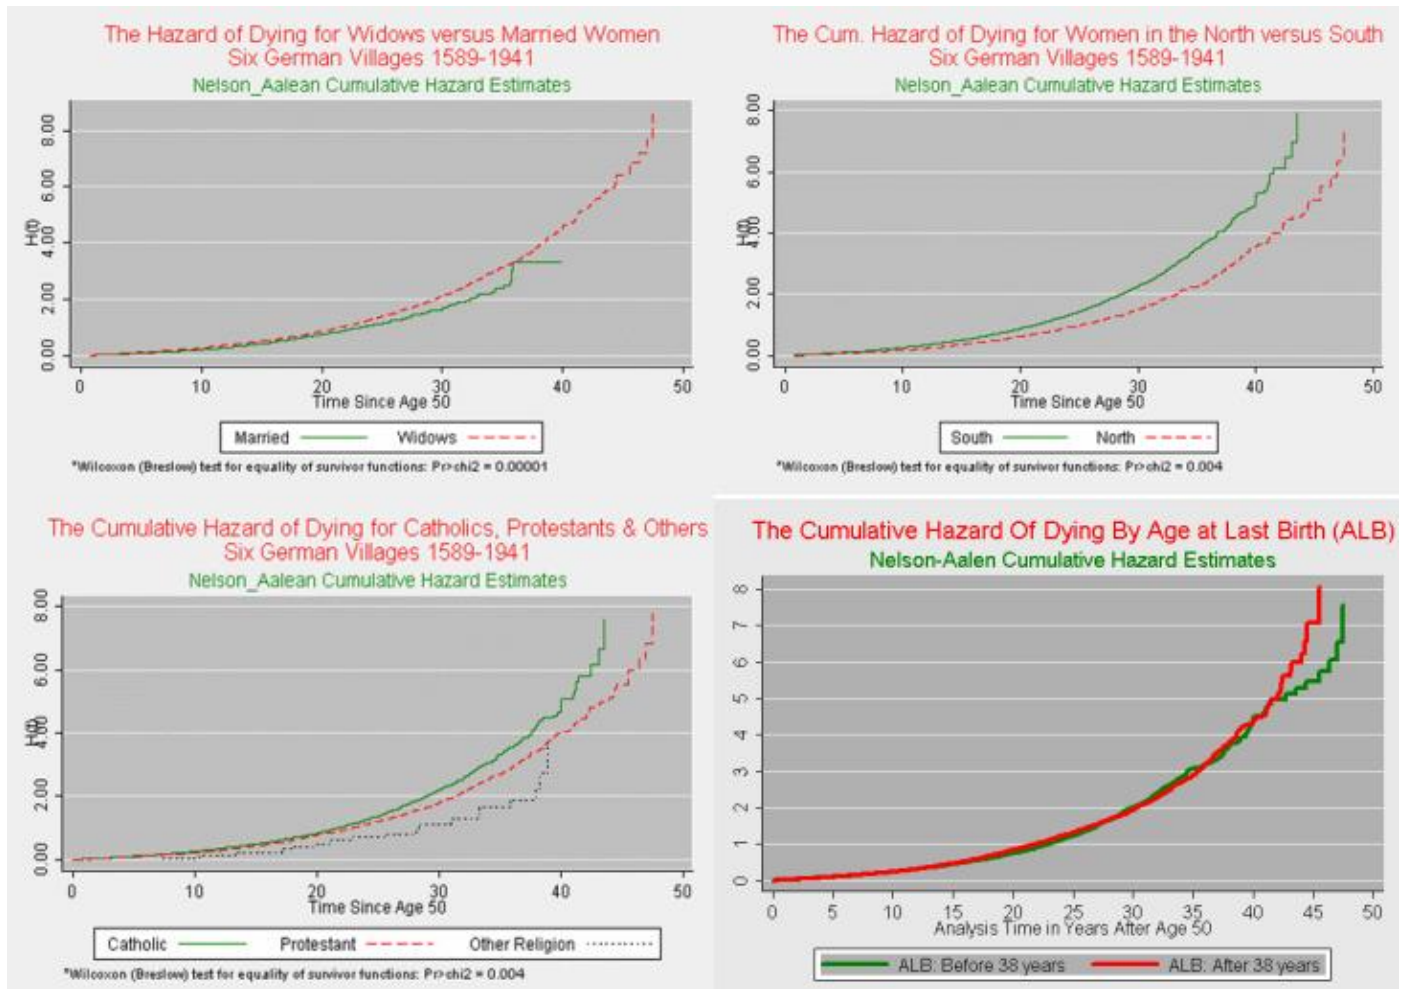 The Hazard of Dying for Widows versus Married Women
Six German Villages 1589-1941
Nelson_Aalean Cumulative Hazard Estimates
H(t)
8.00
6.00
4.00
2.00
0.00
0 10 20 30 40 50
Time Since Age 50
Married Widows
*Wilcoxon (Breslow) test for equality of survivor functions: Pr>chi2 = 0.00001
The Cum. Hazard of Dying for Women in the North versus South
Six German Villages 1589-1941
Nelson_Aalean Cumulative Hazard Estimates
H(t)
8.00
6.00
4.00
2.00
0.00
0 10 20 30 40 50
Time Since Age 50
South North
*Wilcoxon (Breslow) test for equality of survivor functions: Pr>chi2 = 0.004
The Cumulative Hazard of Dying for Catholics, Protestants & Others
Six German Villages 1589-1941
Nelson_Aalean Cumulative Hazard Estimates
H(t)
8.00
6.00
4.00
2.00
0.00
0 10 20 30 40 50
Time Since Age 50
Catholic Protestant Other Religion
*Wilcoxon (Breslow) test for equality of survivor functions: Pr>chi2 = 0.004
The Cumulative Hazard Of Dying By Age at Last Birth (ALB)
Nelson-Aalen Cumulative Hazard Estimates
8
7
6
5
4
3
2
1
0
0 5 10 15 20 25 30 35 40 45 50
Analysis Time in Years After Age 50
ALB: Before 38 years ALB: After 38 years